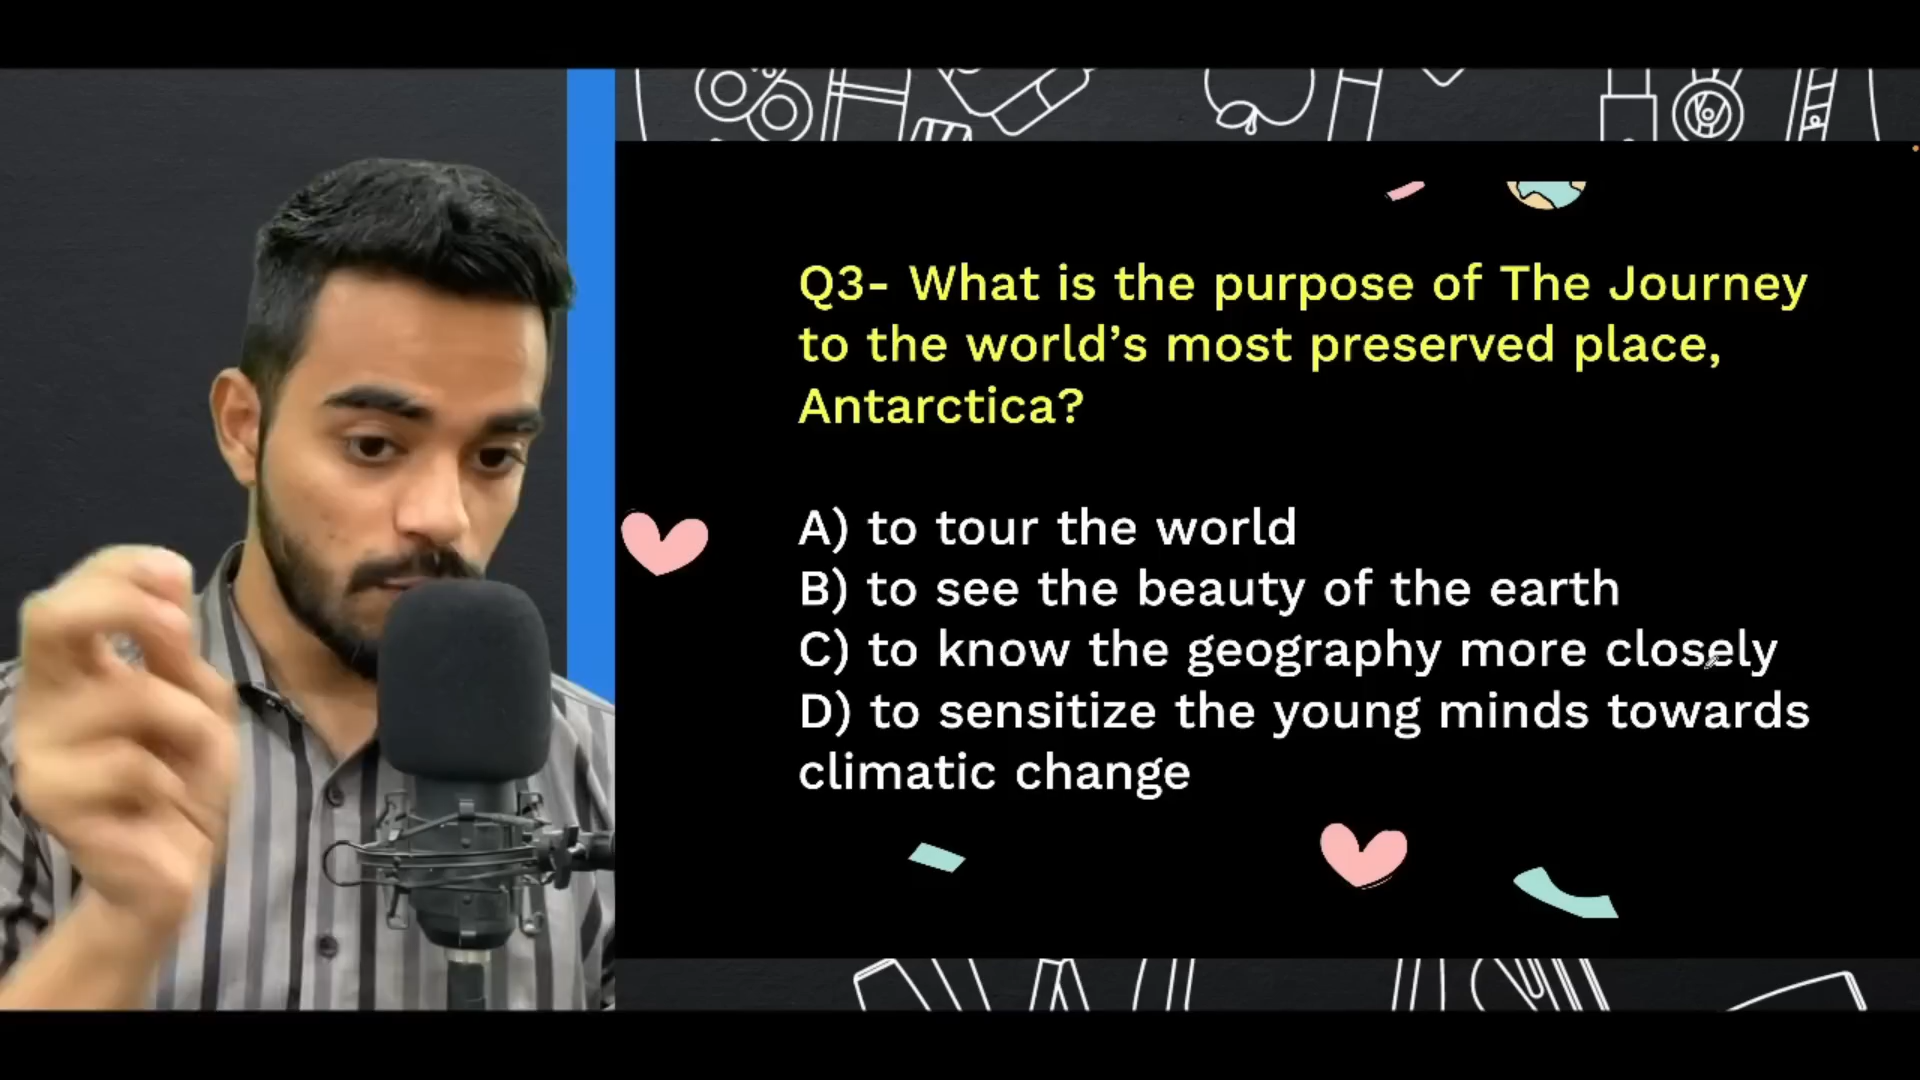 Q3- What is the purpose of The Journey
to the world’s most preserved place,
Antarctica?
A) to tour the world
B) to see the beauty of the earth
C) to know the geography more closely
D) to sensitize the young minds towards
climatic change